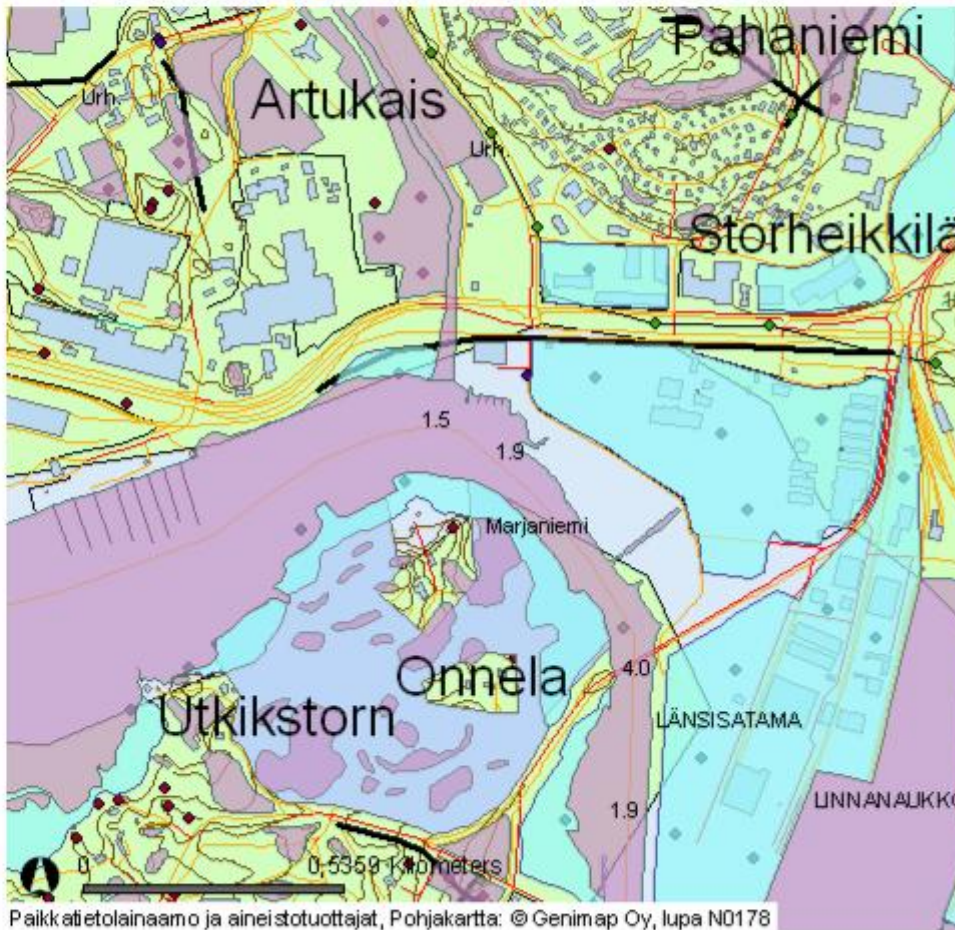 Pahaniemi
Artukais
Urh.
Urh.
Storheikkilä
1.5
1.9
Marjaniemi
Onnela
4.0
Utkikstorn
LÄNSISATAMA
1.9
LINNANAUKKO
0 0,5359 Kilometers
Paikkatietolainaamo ja aineistotuottajat, Pohjakartta: © Genimap Oy, lupa N0178